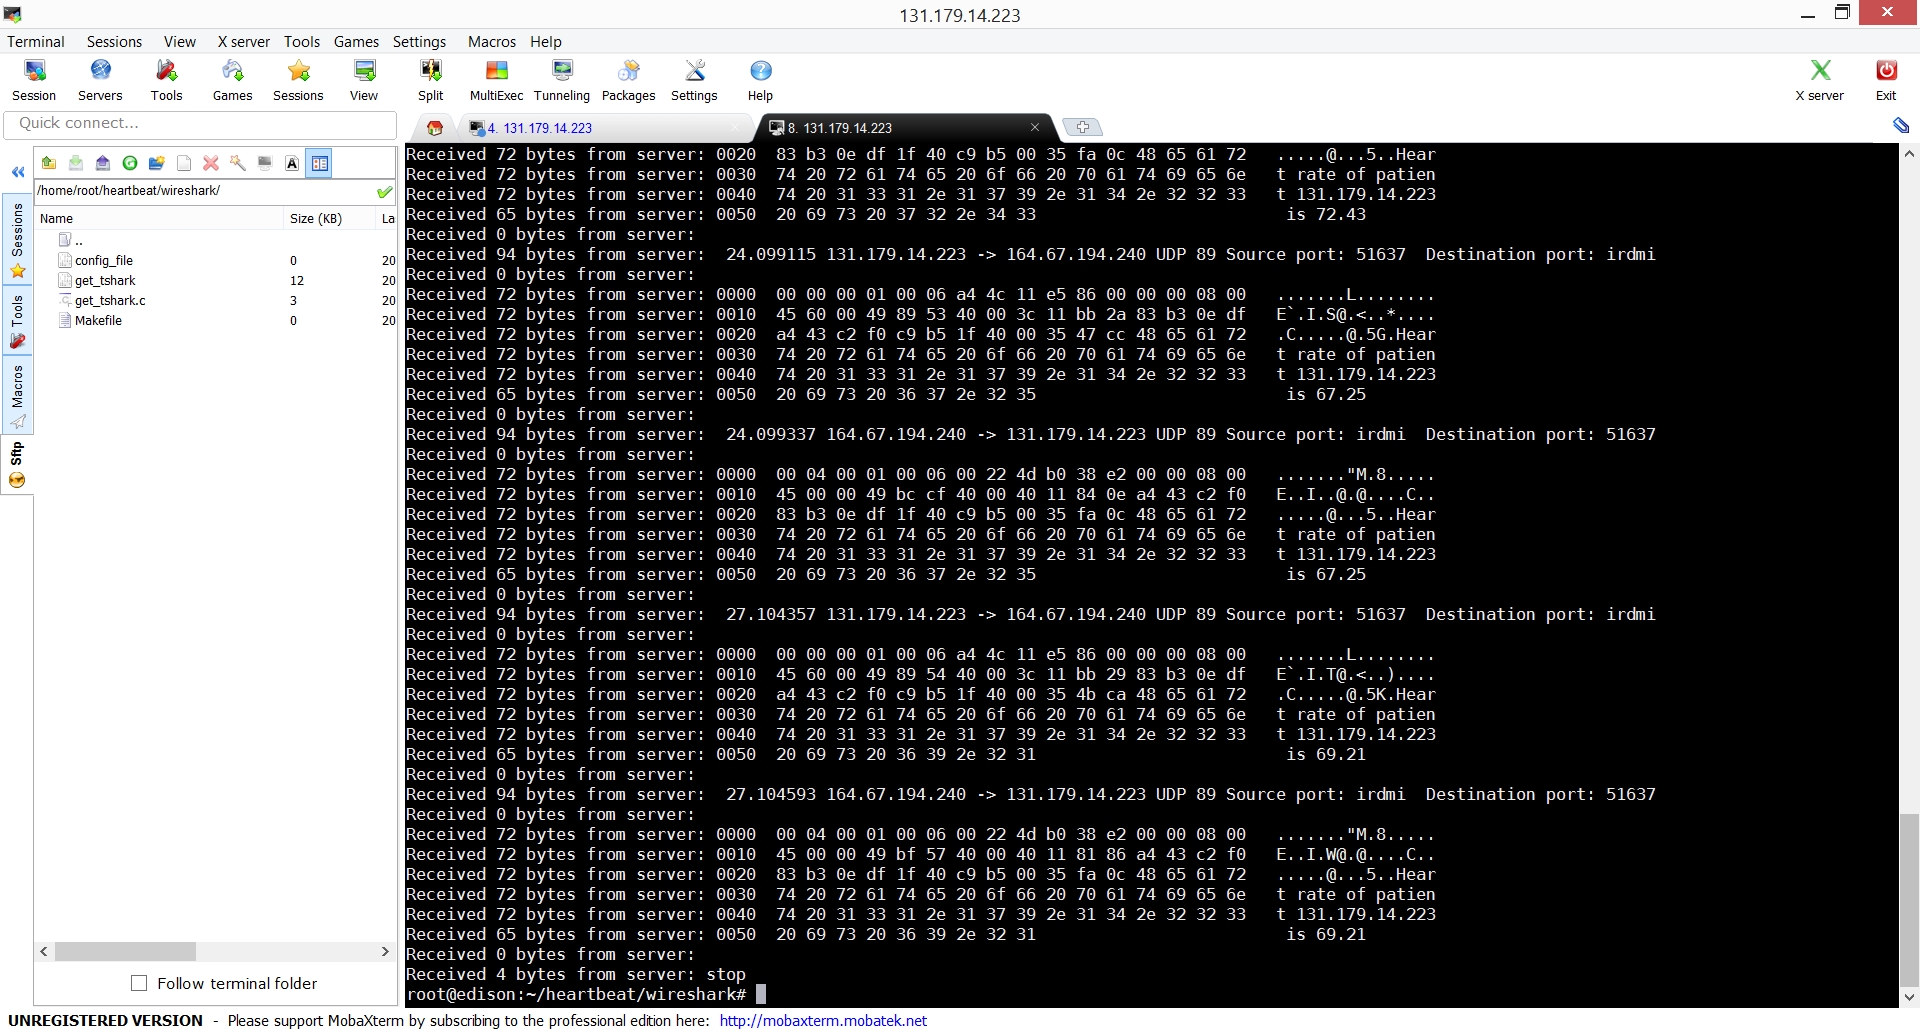 131.179.14.223
Terminal Sessions View X server Tools Games Settings Macros Help
Session Servers Tools Games Sessions View Split MultiExec Tunneling Packages Settings Help X server Exit
Quick connect...
4. 131.179.14.223
8. 131.179.14.223
Sessions
Tools
Macros
Sftp
/home/root/heartbeat/wireshark/
Name Size (KB) La
..
config_file 0 20
get_tshark 12 20
get_tshark.c 3 20
Makefile 0 20
Follow terminal folder
Received 72 bytes from server: 0020  83 b3 0e df 1f 40 c9 b5 00 35 fa 0c 48 65 61 72   .....@...5..Hear
Received 72 bytes from server: 0030  74 20 72 61 74 65 20 6f 66 20 70 61 74 69 65 6e   t rate of patien
Received 72 bytes from server: 0040  74 20 31 33 31 2e 31 37 39 2e 31 34 2e 32 32 33   t 131.179.14.223
Received 65 bytes from server: 0050  20 69 73 20 37 32 2e 34 33                         is 72.43
Received 0 bytes from server:
Received 94 bytes from server:  24.099115 131.179.14.223 -> 164.67.194.240 UDP 89 Source port: 51637  Destination port: irdmi
Received 0 bytes from server:
Received 72 bytes from server: 0000  00 00 00 01 00 06 a4 4c 11 e5 86 00 00 00 08 00   .......L........
Received 72 bytes from server: 0010  45 60 00 49 89 53 40 00 3c 11 bb 2a 83 b3 0e df   E`.I.S@.<..*....
Received 72 bytes from server: 0020  a4 43 c2 f0 c9 b5 1f 40 00 35 47 cc 48 65 61 72   .C.....@.5G.Hear
Received 72 bytes from server: 0030  74 20 72 61 74 65 20 6f 66 20 70 61 74 69 65 6e   t rate of patien
Received 72 bytes from server: 0040  74 20 31 33 31 2e 31 37 39 2e 31 34 2e 32 32 33   t 131.179.14.223
Received 65 bytes from server: 0050  20 69 73 20 36 37 2e 32 35                         is 67.25
Received 0 bytes from server:
Received 94 bytes from server:  24.099337 164.67.194.240 -> 131.179.14.223 UDP 89 Source port: irdmi  Destination port: 51637
Received 0 bytes from server:
Received 72 bytes from server: 0000  00 04 00 01 00 06 00 22 4d b0 38 e2 00 00 08 00   ......."M.8.....
Received 72 bytes from server: 0010  45 00 00 49 bc cf 40 00 40 11 84 0e a4 43 c2 f0   E..I..@.@....C..
Received 72 bytes from server: 0020  83 b3 0e df 1f 40 c9 b5 00 35 fa 0c 48 65 61 72   .....@...5..Hear
Received 72 bytes from server: 0030  74 20 72 61 74 65 20 6f 66 20 70 61 74 69 65 6e   t rate of patien
Received 72 bytes from server: 0040  74 20 31 33 31 2e 31 37 39 2e 31 34 2e 32 32 33   t 131.179.14.223
Received 65 bytes from server: 0050  20 69 73 20 36 37 2e 32 35                         is 67.25
Received 0 bytes from server:
Received 94 bytes from server:  27.104357 131.179.14.223 -> 164.67.194.240 UDP 89 Source port: 51637  Destination port: irdmi
Received 0 bytes from server:
Received 72 bytes from server: 0000  00 00 00 01 00 06 a4 4c 11 e5 86 00 00 00 08 00   .......L........
Received 72 bytes from server: 0010  45 60 00 49 89 54 40 00 3c 11 bb 29 83 b3 0e df   E`.I.T@.<..)....
Received 72 bytes from server: 0020  a4 43 c2 f0 c9 b5 1f 40 00 35 4b ca 48 65 61 72   .C.....@.5K.Hear
Received 72 bytes from server: 0030  74 20 72 61 74 65 20 6f 66 20 70 61 74 69 65 6e   t rate of patien
Received 72 bytes from server: 0040  74 20 31 33 31 2e 31 37 39 2e 31 34 2e 32 32 33   t 131.179.14.223
Received 65 bytes from server: 0050  20 69 73 20 36 39 2e 32 31                         is 69.21
Received 0 bytes from server:
Received 94 bytes from server:  27.104593 164.67.194.240 -> 131.179.14.223 UDP 89 Source port: irdmi  Destination port: 51637
Received 0 bytes from server:
Received 72 bytes from server: 0000  00 04 00 01 00 06 00 22 4d b0 38 e2 00 00 08 00   ......."M.8.....
Received 72 bytes from server: 0010  45 00 00 49 bf 57 40 00 40 11 81 86 a4 43 c2 f0   E..I.W@.@....C..
Received 72 bytes from server: 0020  83 b3 0e df 1f 40 c9 b5 00 35 fa 0c 48 65 61 72   .....@...5..Hear
Received 72 bytes from server: 0030  74 20 72 61 74 65 20 6f 66 20 70 61 74 69 65 6e   t rate of patien
Received 72 bytes from server: 0040  74 20 31 33 31 2e 31 37 39 2e 31 34 2e 32 32 33   t 131.179.14.223
Received 65 bytes from server: 0050  20 69 73 20 36 39 2e 32 31                         is 69.21
Received 0 bytes from server:
Received 4 bytes from server: stop
root@edison:~/heartbeat/wireshark#
UNREGISTERED VERSION - Please support MobaXterm by subscribing to the professional edition here: http://mobaxterm.mobatek.net